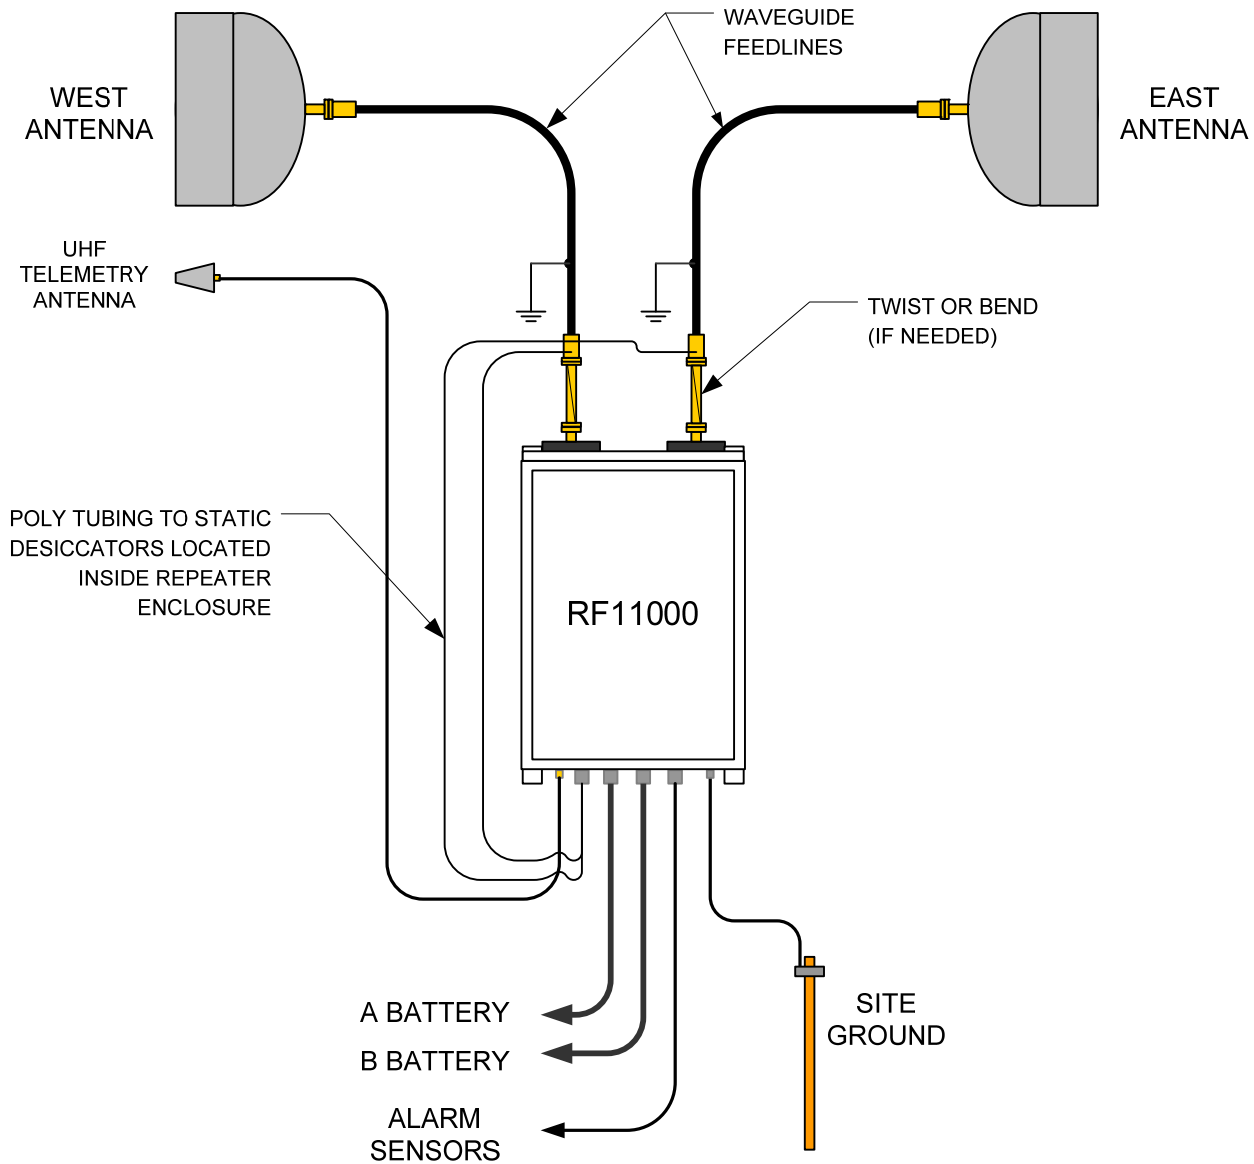 WAVEGUIDE
FEEDLINES
WEST
ANTENNA
EAST
ANTENNA
UHF
TELEMETRY
ANTENNA
TWIST OR BEND
(IF NEEDED)
POLY TUBING TO STATIC
DESICCATORS LOCATED
INSIDE REPEATER
ENCLOSURE
RF11000
A BATTERY
B BATTERY
SITE
GROUND
ALARM
SENSORS